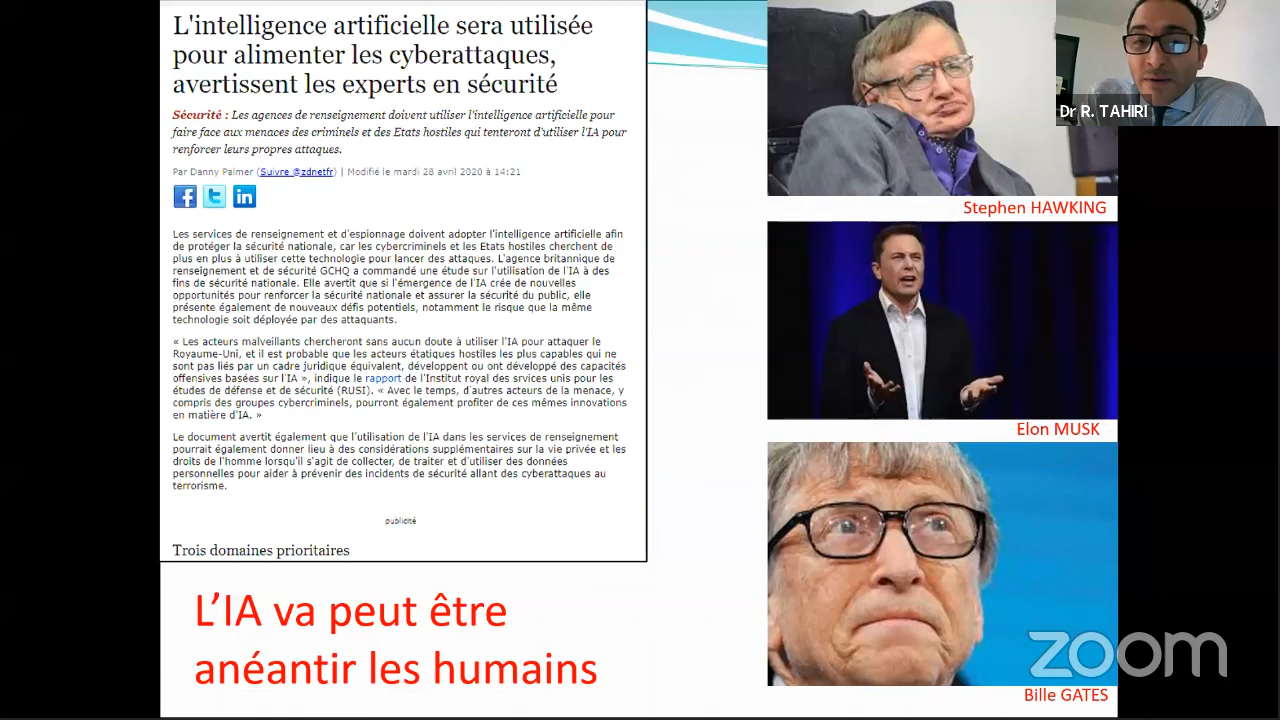 L'intelligence artificielle sera utilisée
pour alimenter les cyberattaques,
avertissent les experts en sécurité
Sécurité : Les agences de renseignement doivent utiliser l'intelligence artificielle pour
faire face aux menaces des criminels et des Etats hostiles qui tenteront d'utiliser l'IA pour
renforcer leurs propres attaques.
Par Danny Palmer (Suivre @zdnetfr) | Modifié le mardi 28 avril 2020 à 14:21
Les services de renseignement et d'espionnage doivent adopter l'intelligence artificielle afin
de protéger la sécurité nationale, car les cybercriminels et les Etats hostiles cherchent de
plus en plus à utiliser cette technologie pour lancer des attaques. L'agence britannique de
renseignement et de sécurité GCHQ a commandé une étude sur l'utilisation de l'IA à des
fins de sécurité nationale. Elle avertit que si l'émergence de l'IA crée de nouvelles
opportunités pour renforcer la sécurité nationale et assurer la sécurité du public, elle
présente également de nouveaux défis potentiels, notamment le risque que la même
technologie soit déployée par des attaquants.
« Les acteurs malveillants chercheront sans aucun doute à utiliser l'IA pour attaquer le
Royaume-Uni, et il est probable que les acteurs étatiques hostiles les plus capables qui ne
sont pas liés par un cadre juridique équivalent, développent ou ont développé des capacités
offensives basées sur l'IA », indique le rapport de l'Institut royal des srvices unis pour les
études de défense et de sécurité (RUSI). « Avec le temps, d'autres acteurs de la menace, y
compris des groupes cybercriminels, pourront également profiter de ces mêmes innovations
en matière d'IA. »
Le document avertit également que l'utilisation de l'IA dans les services de renseignement
pourrait également donner lieu à des considérations supplémentaires sur la vie privée et les
droits de l'homme lorsqu'il s'agit de collecter, de traiter et d'utiliser des données
personnelles pour aider à prévenir des incidents de sécurité allant des cyberattaques au
terrorisme.
publicité
Trois domaines prioritaires
L'IA va peut être
anéantir les humains
Stephen HAWKING
Elon MUSK
Bille GATES
Dr R. TAHIRI
zoom